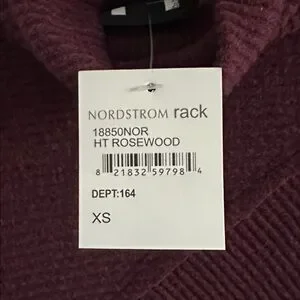 NORDSTROM rack
18850NOR
HT ROSEWOOD
8 21832 59798 4
DEPT:164
XS